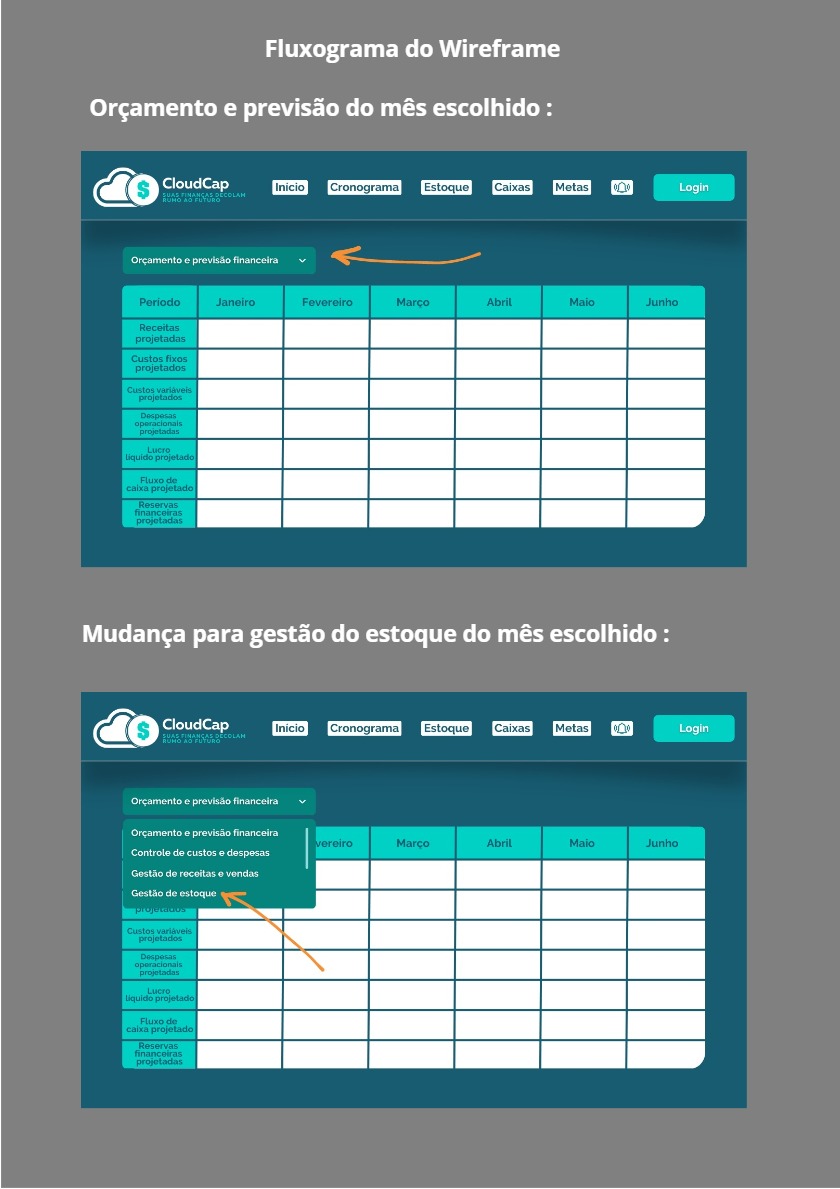 Fluxograma do Wireframe
Orçamento e previsão do mês escolhido :
CloudCap
SUAS FINANÇAS DECOLAM
RUMO AO FUTURO
Início
Cronograma
Estoque
Caixas
Metas
Login
Orçamento e previsão financeira
Período
Janeiro
Fevereiro
Março
Abril
Maio
Junho
Receitas
projetadas
Custos fixos
projetados
Custos variáveis
projetados
Despesas
operacionais
projetadas
Lucro
líquido projetado
Fluxo de
caixa projetado
Reservas
financeiras
projetadas
Mudança para gestão do estoque do mês escolhido :
CloudCap
SUAS FINANÇAS DECOLAM
RUMO AO FUTURO
Início
Cronograma
Estoque
Caixas
Metas
Login
Orçamento e previsão financeira
Orçamento e previsão financeira
Controle de custos e despesas
Gestão de receitas e vendas
Gestão de estoque
vereiro
Março
Abril
Maio
Junho
projetados
Custos variáveis
projetados
Despesas
operacionais
projetadas
Lucro
líquido projetado
Fluxo de
caixa projetado
Reservas
financeiras
projetadas